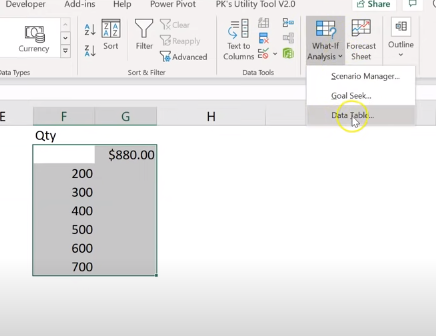 Developer Add-ins Help Power Pivot PK's Utility Tool V2.0 Share
Currency
Sort
Filter
Clear
Reapply
Advanced
Text to
Columns
What-If
Analysis
Forecast
Sheet
Outline
Data Types
Sort & Filter
Data Tools
Scenario Manager...
Goal Seek...
Data Table...
E F G H
Qty
$880.00
200
300
400
500
600
700